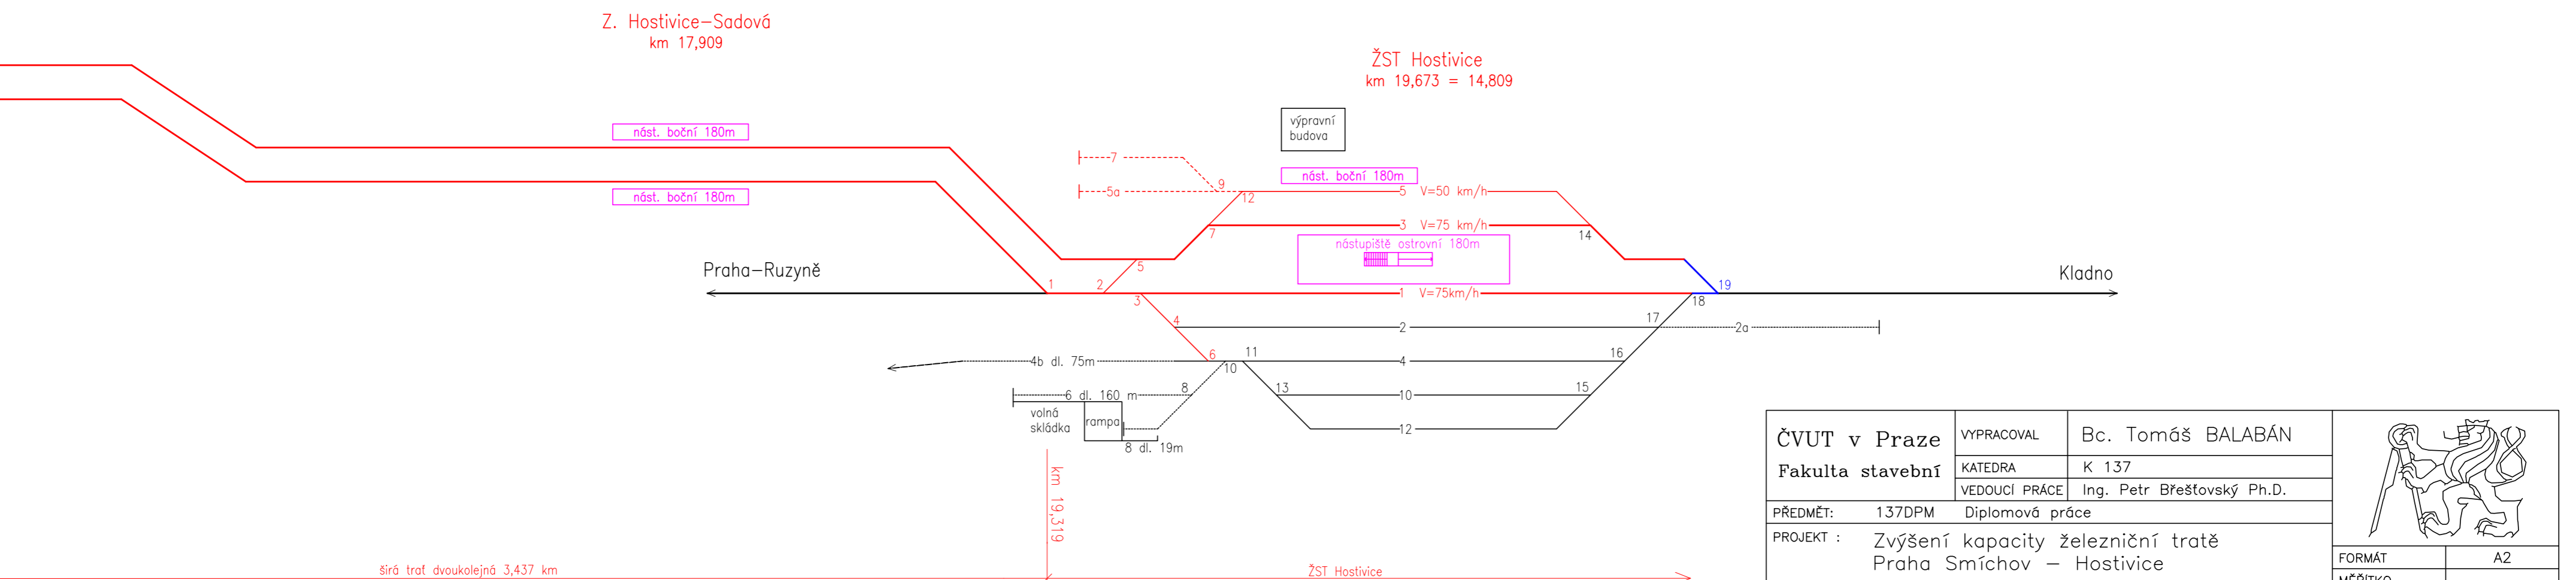 Z. Hostivice-Sadová
km 17,909
ŽST Hostivice
km 19,673 = 14,809
výpravní
budova
nást. boční 180m
nást. boční 180m
nást. boční 180m
7
5a
9
12
5 V=50 km/h
7
3 V=75 km/h
14
nástupiště ostrovní 180m
5
Praha-Ruzyně
Kladno
1
2
3
1 V=75km/h
18
19
4
2
17
2a
4b dl. 75m
6
10
11
4
16
6 dl. 160 m
8
13
10
15
volná
skládka
rampa
12
8 dl. 19m
km 19,319
širá trať dvoukolejná 3,437 km
ŽST Hostivice
ČVUT v Praze
Fakulta stavební
VYPRACOVAL
Bc. Tomáš BALABÁN
KATEDRA
K 137
VEDOUCÍ PRÁCE
Ing. Petr Břešťovský Ph.D.
PŘEDMĚT:
137DPM Diplomová práce
PROJEKT :
Zvýšení kapacity železniční tratě
Praha Smíchov – Hostivice
FORMÁT
A2
MĚŘÍTKO